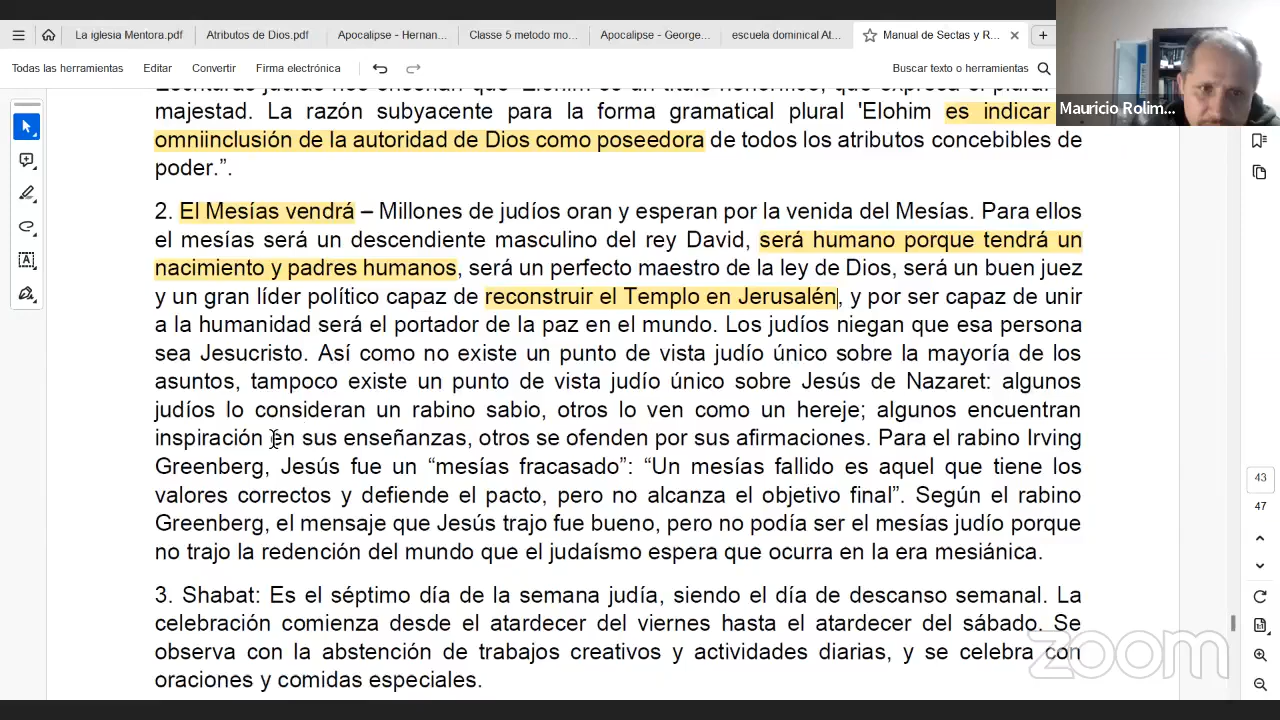 La iglesia Mentora.pdf
Atributos de Dios.pdf
Apocalipse - Hernan...
Classe 5 metodo mo...
Apocalipse - George...
escuela dominical Al...
Manual de Sectas y R...
Todas las herramientas
Editar
Convertir
Firma electrónica
Buscar texto o herramientas
Mauricio Rolim...
majestad. La razón subyacente para la forma gramatical plural 'Elohim es indicar
omniinclusión de la autoridad de Dios como poseedora de todos los atributos concebibles de
poder.”.
2. El Mesías vendrá – Millones de judíos oran y esperan por la venida del Mesías. Para ellos
el mesías será un descendiente masculino del rey David, será humano porque tendrá un
nacimiento y padres humanos, será un perfecto maestro de la ley de Dios, será un buen juez
y un gran líder político capaz de reconstruir el Templo en Jerusalén, y por ser capaz de unir
a la humanidad será el portador de la paz en el mundo. Los judíos niegan que esa persona
sea Jesucristo. Así como no existe un punto de vista judío único sobre la mayoría de los
asuntos, tampoco existe un punto de vista judío único sobre Jesús de Nazaret: algunos
judíos lo consideran un rabino sabio, otros lo ven como un hereje; algunos encuentran
inspiración en sus enseñanzas, otros se ofenden por sus afirmaciones. Para el rabino Irving
Greenberg, Jesús fue un “mesías fracasado”: “Un mesías fallido es aquel que tiene los
valores correctos y defiende el pacto, pero no alcanza el objetivo final”. Según el rabino
Greenberg, el mensaje que Jesús trajo fue bueno, pero no podía ser el mesías judío porque
no trajo la redención del mundo que el judaísmo espera que ocurra en la era mesiánica.
3. Shabat: Es el séptimo día de la semana judía, siendo el día de descanso semanal. La
celebración comienza desde el atardecer del viernes hasta el atardecer del sábado. Se
observa con la abstención de trabajos creativos y actividades diarias, y se celebra con
oraciones y comidas especiales.
43
47
zoom